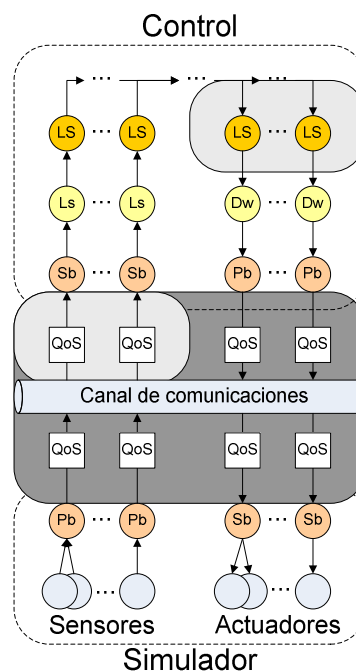 Control
... ... ...
LS ... LS LS ... LS
Ls ... Ls Dw ... Dw
Sb ... Sb Pb ... Pb
QoS QoS QoS QoS
Canal de comunicaciones
QoS QoS QoS QoS
Pb ... Pb Sb ... Sb
... ...
Sensores Actuadores
Simulador